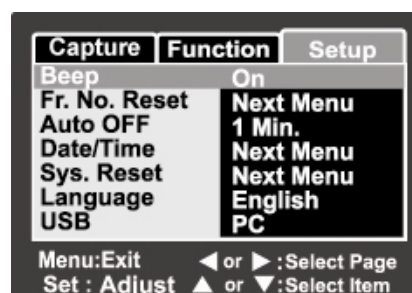 Capture Function Setup
Beep On
Fr. No. Reset Next Menu
Auto OFF 1 Min.
Date/Time Next Menu
Sys. Reset Next Menu
Language English
USB PC
Menu:Exit ◀ or ▶ :Select Page
Set : Adjust ▲ or ▼ :Select Item